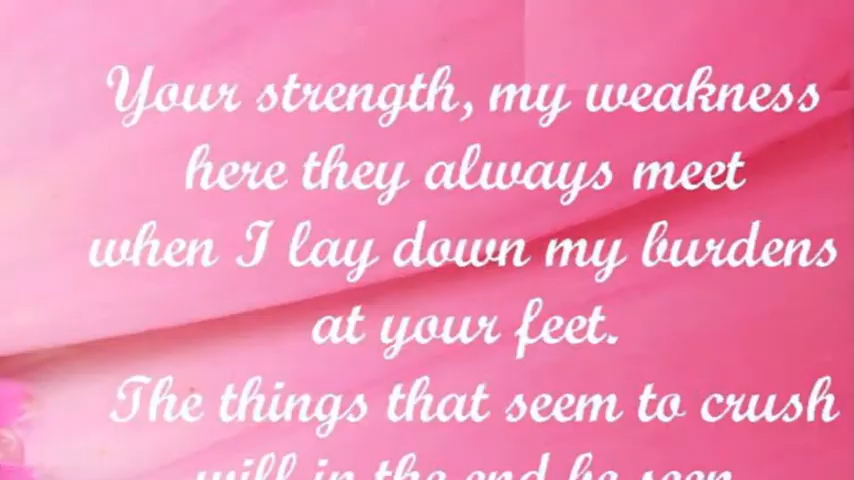 Your strength, my weakness
here they always meet
when I lay down my burdens
at your feet.
The things that seem to crush
will in the end be seen